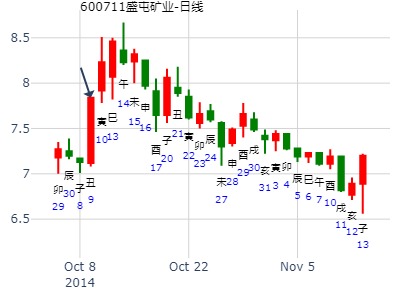 600711盛屯矿业-日线
8.5
8
7.5
7
6.5
卯
29
辰
30
子
8
丑
9
寅
10
巳
13
午
14
未
15
申
16
酉
17
子
20
丑
21
寅
22
卯
23
辰
24
未
27
申
28
酉
29
戌
30
亥
31
寅
3
卯
4
辰
5
巳
6
午
7
酉
10
戌
11
亥
12
子
13
Oct 8
2014
Oct 22
Nov 5